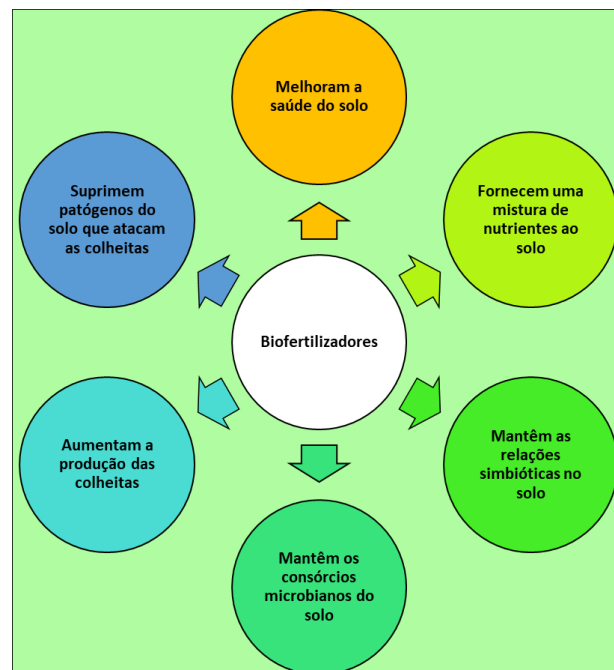 Melhoram a
saúde do solo
Fornecem uma
mistura de
nutrientes ao
solo
Mantêm as
relações
simbióticas no
solo
Mantêm os
consórcios
microbianos do
solo
Aumentam a
produção das
colheitas
Suprimem
patógenos do
solo que atacam
as colheitas
Biofertilizadores